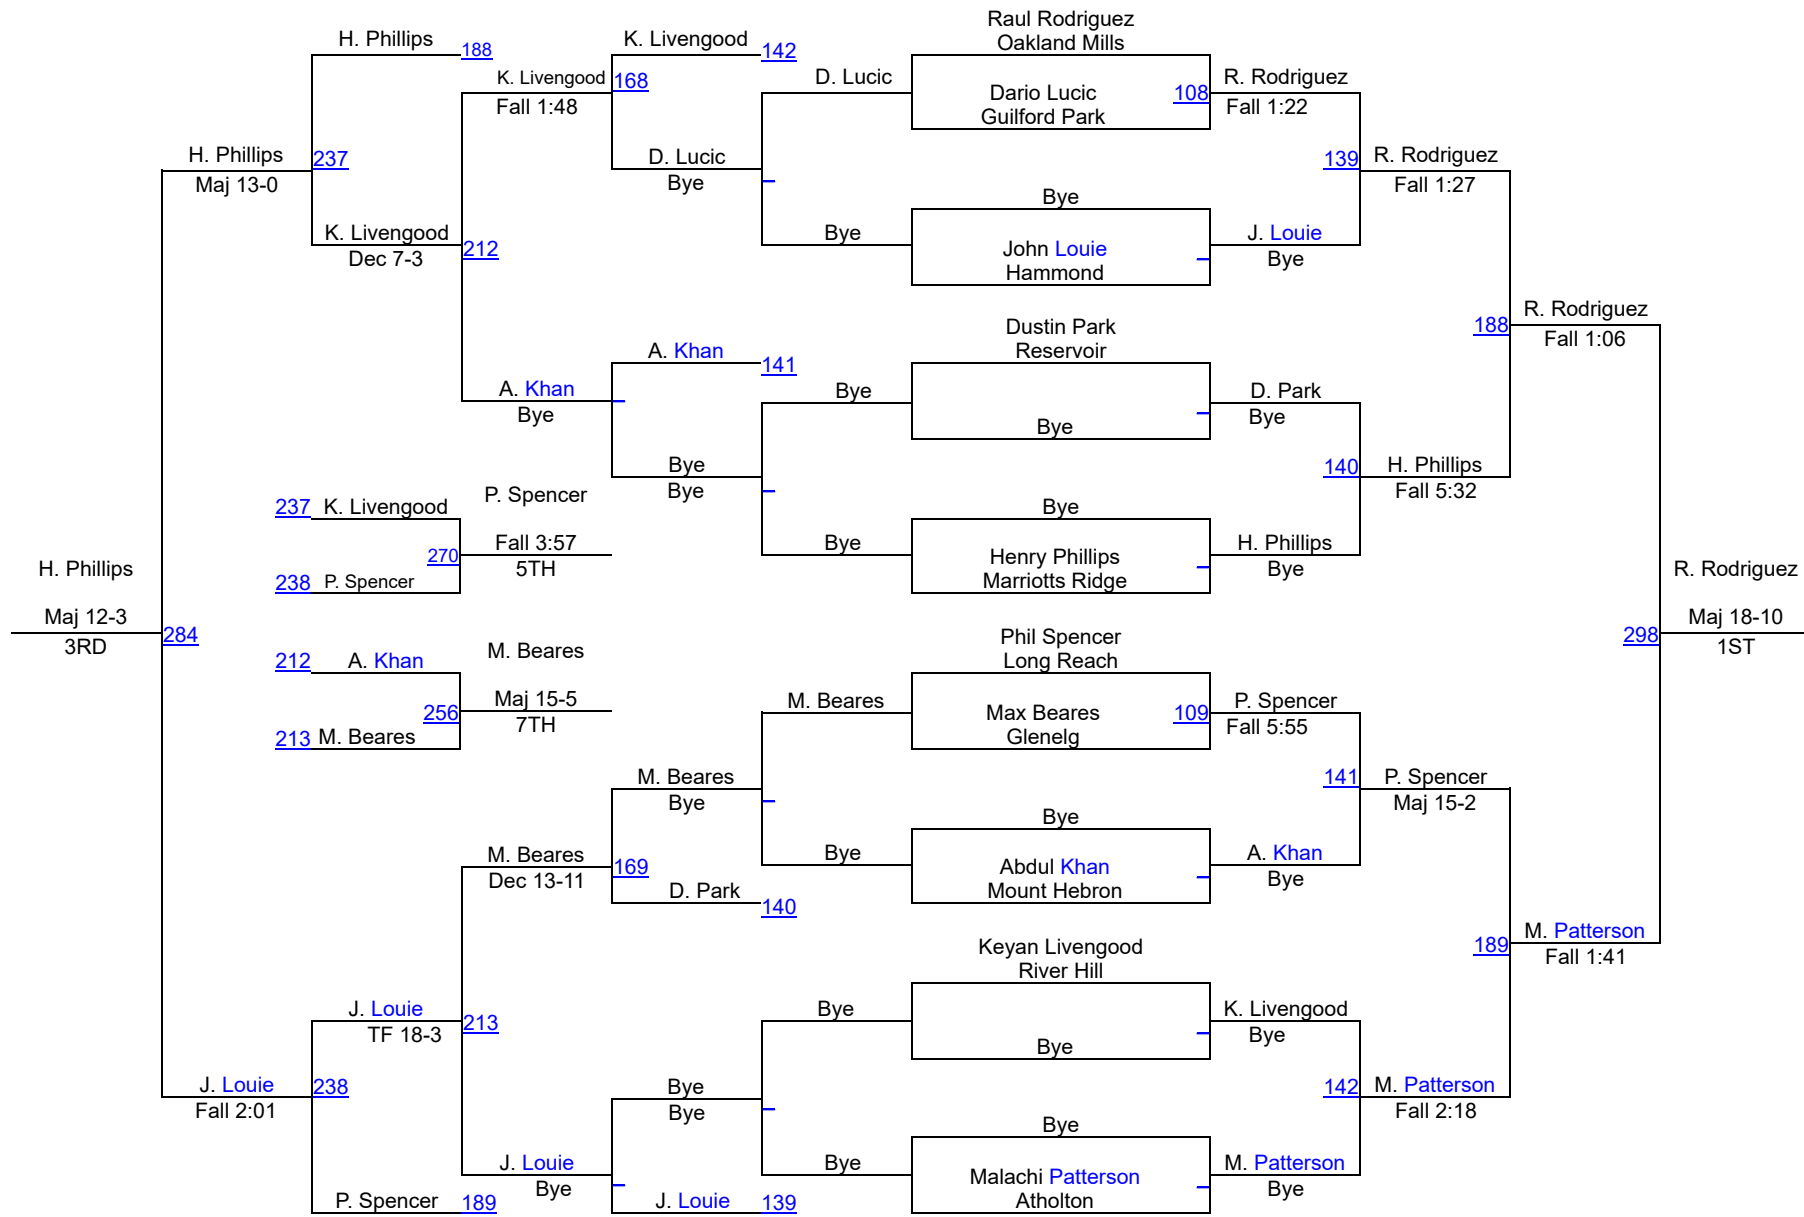 Raul Rodriguez
H. Phillips
K. Livengood
Oakland Mills
188
142
K. Livengood
168
D. Lucic
R. Rodriguez
Fall 1:48
Dario Lucic
108
Fall 1:22
Guilford Park
H. Phillips
237
D. Lucic
139
R. Rodriguez
Maj 13-0
Bye
Fall 1:27
Bye
K. Livengood
Bye
J. Louie
Dec 7-3
212
John Louie
Bye
Hammond
R. Rodriguez
Dustin Park
188
Fall 1:06
A. Khan
Reservoir
141
A. Khan
Bye
D. Park
Bye
Bye
Bye
Bye
140
H. Phillips
Bye
Fall 5:32
P. Spencer
237
K. Livengood
Bye
Fall 3:57
Bye
H. Phillips
270
5TH
Henry Phillips
Bye
H. Phillips
R. Rodriguez
238
P. Spencer
Marriotts Ridge
Maj 12-3
Maj 18-10
284
Phil Spencer
298
3RD
M. Beares
1ST
212
A. Khan
Long Reach
Maj 15-5
M. Beares
P. Spencer
256
7TH
Max Beares
109
Fall 5:55
213
M. Beares
Glenelg
M. Beares
141
P. Spencer
Bye
Maj 15-2
Bye
M. Beares
Bye
A. Khan
Dec 13-11
169
Abdul Khan
Bye
D. Park
Mount Hebron
140
M. Patterson
Keyan Livengood
189
Fall 1:41
River Hill
J. Louie
Bye
K. Livengood
TF 18-3
213
Bye
Bye
J. Louie
238
Bye
142
M. Patterson
Fall 2:01
Bye
Fall 2:18
Bye
J. Louie
Bye
M. Patterson
Bye
Malachi Patterson
Bye
P. Spencer
189
J. Louie
139
Atholton